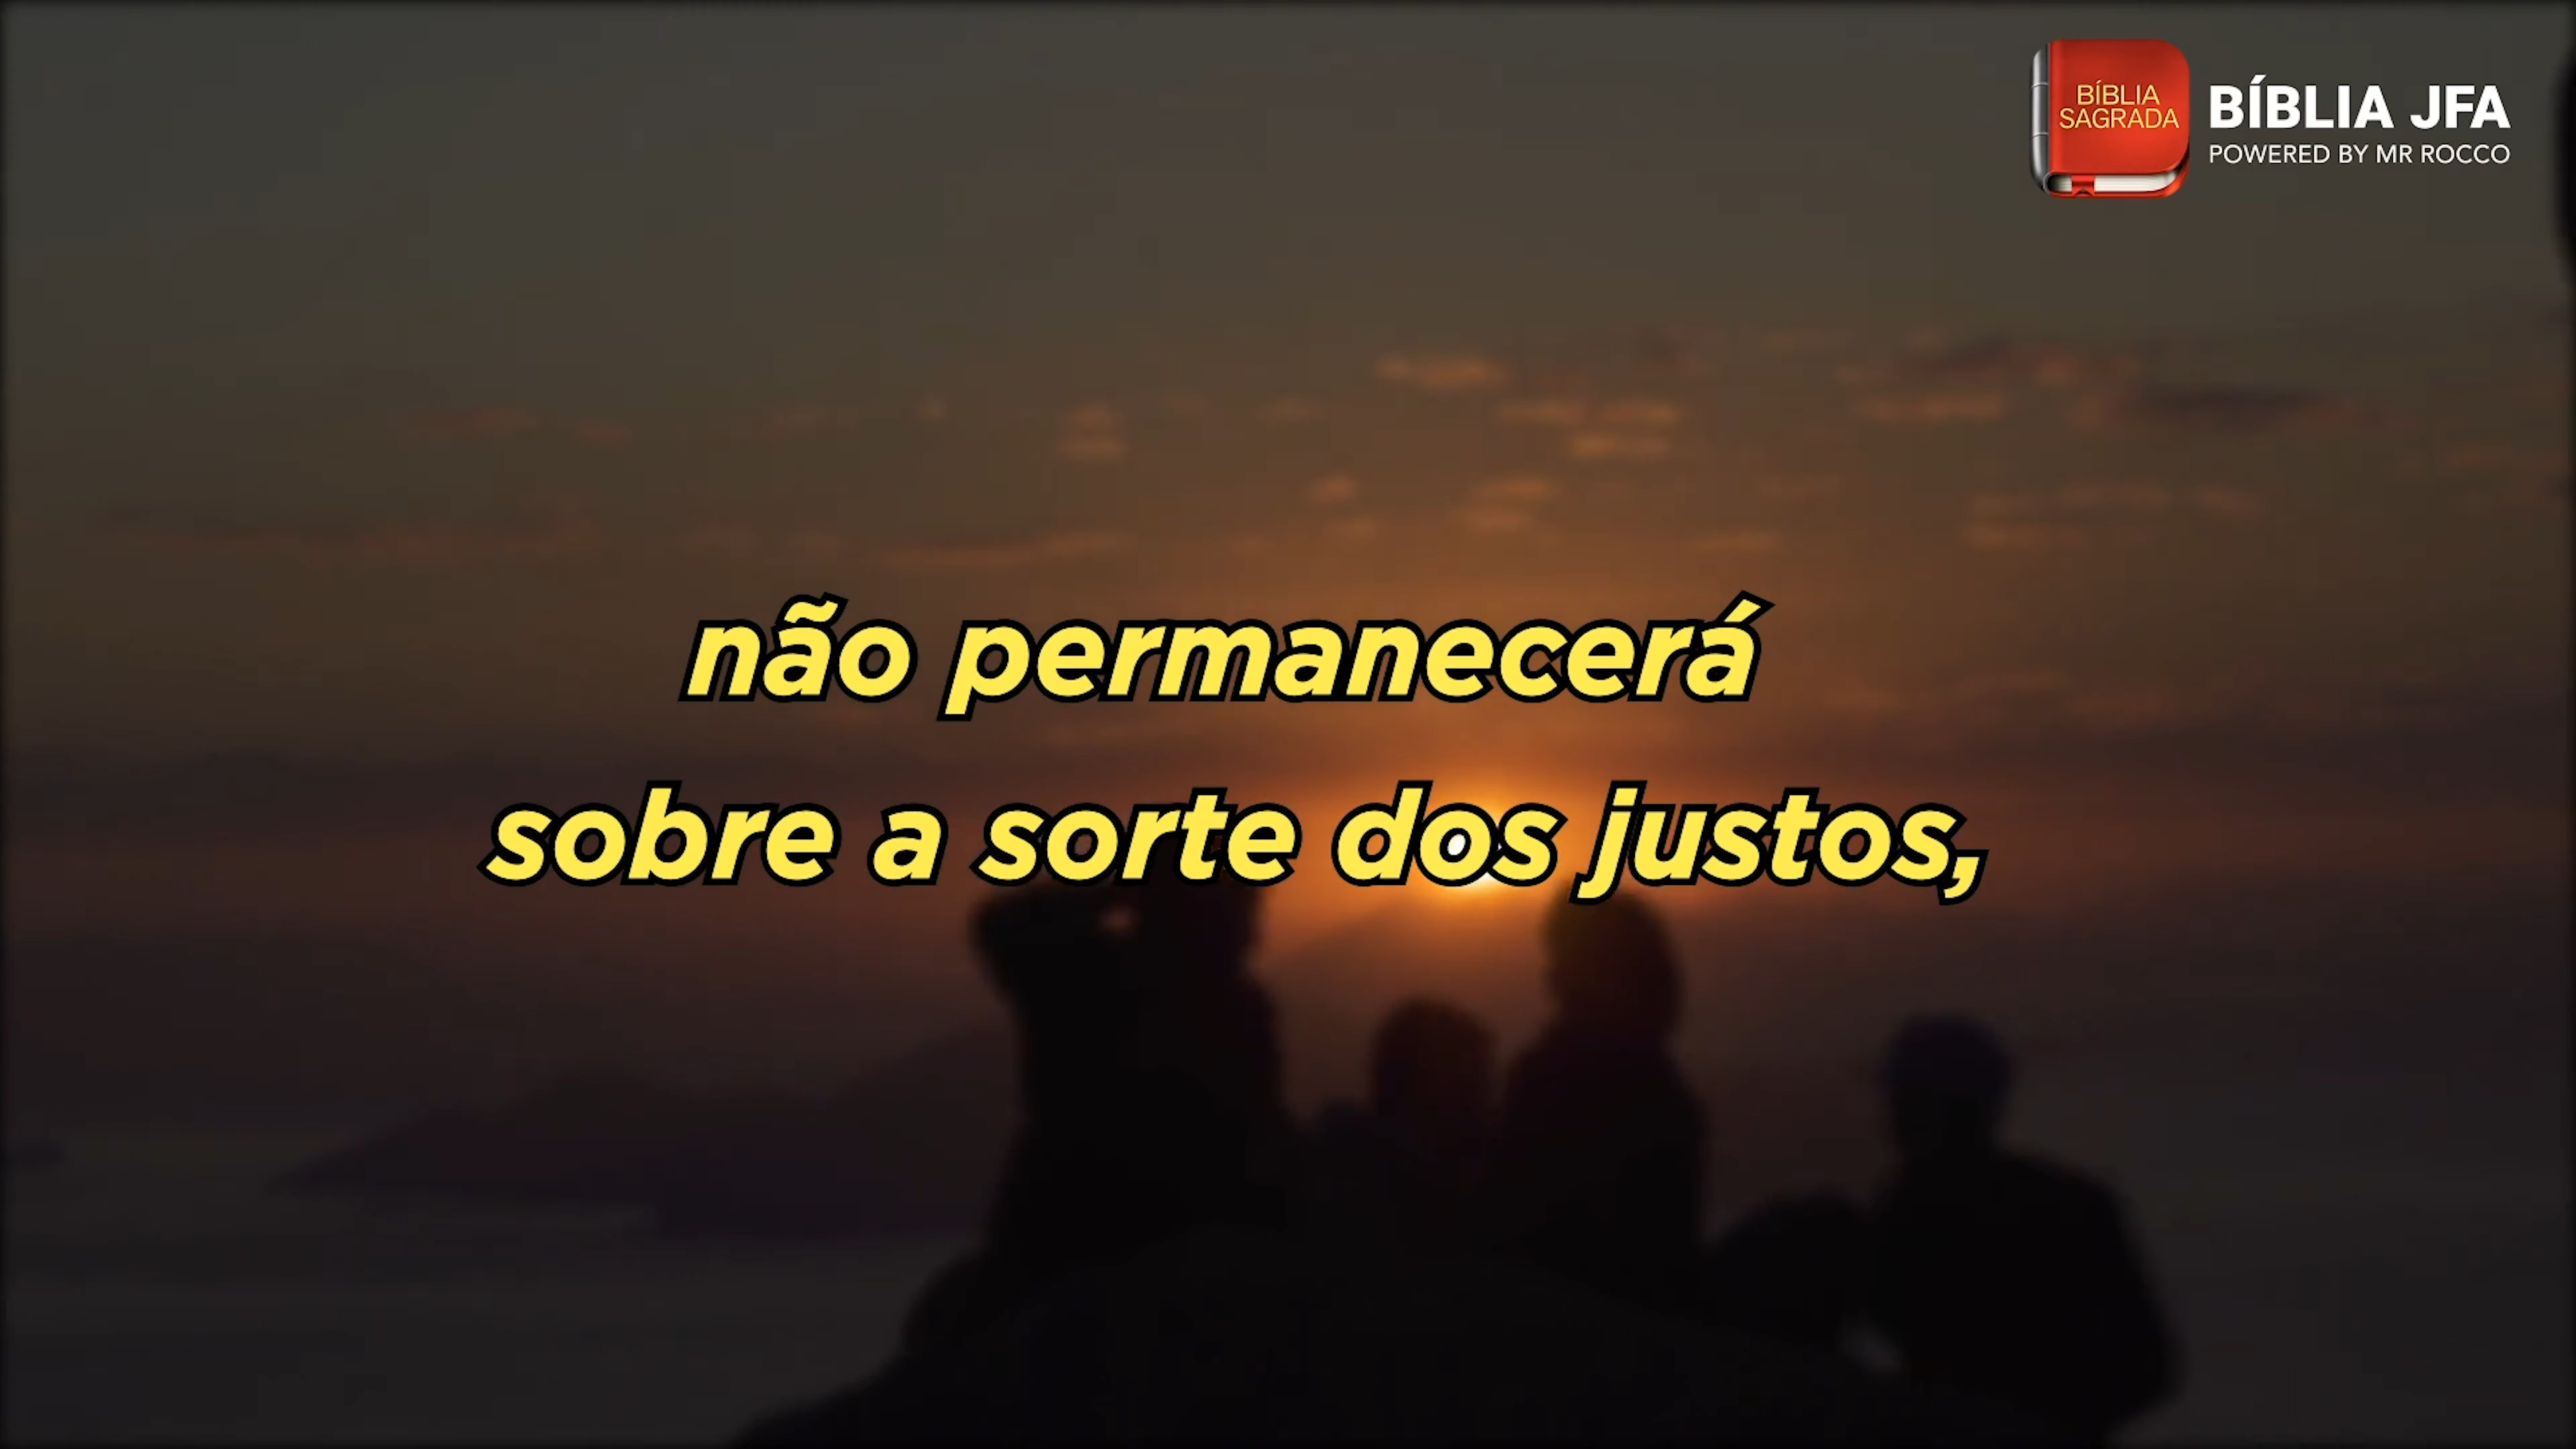 BÍBLIA
SAGRADA
BÍBLIA JFA
POWERED BY MR ROCCO
não permanecerá
sobre a sorte dos justos,